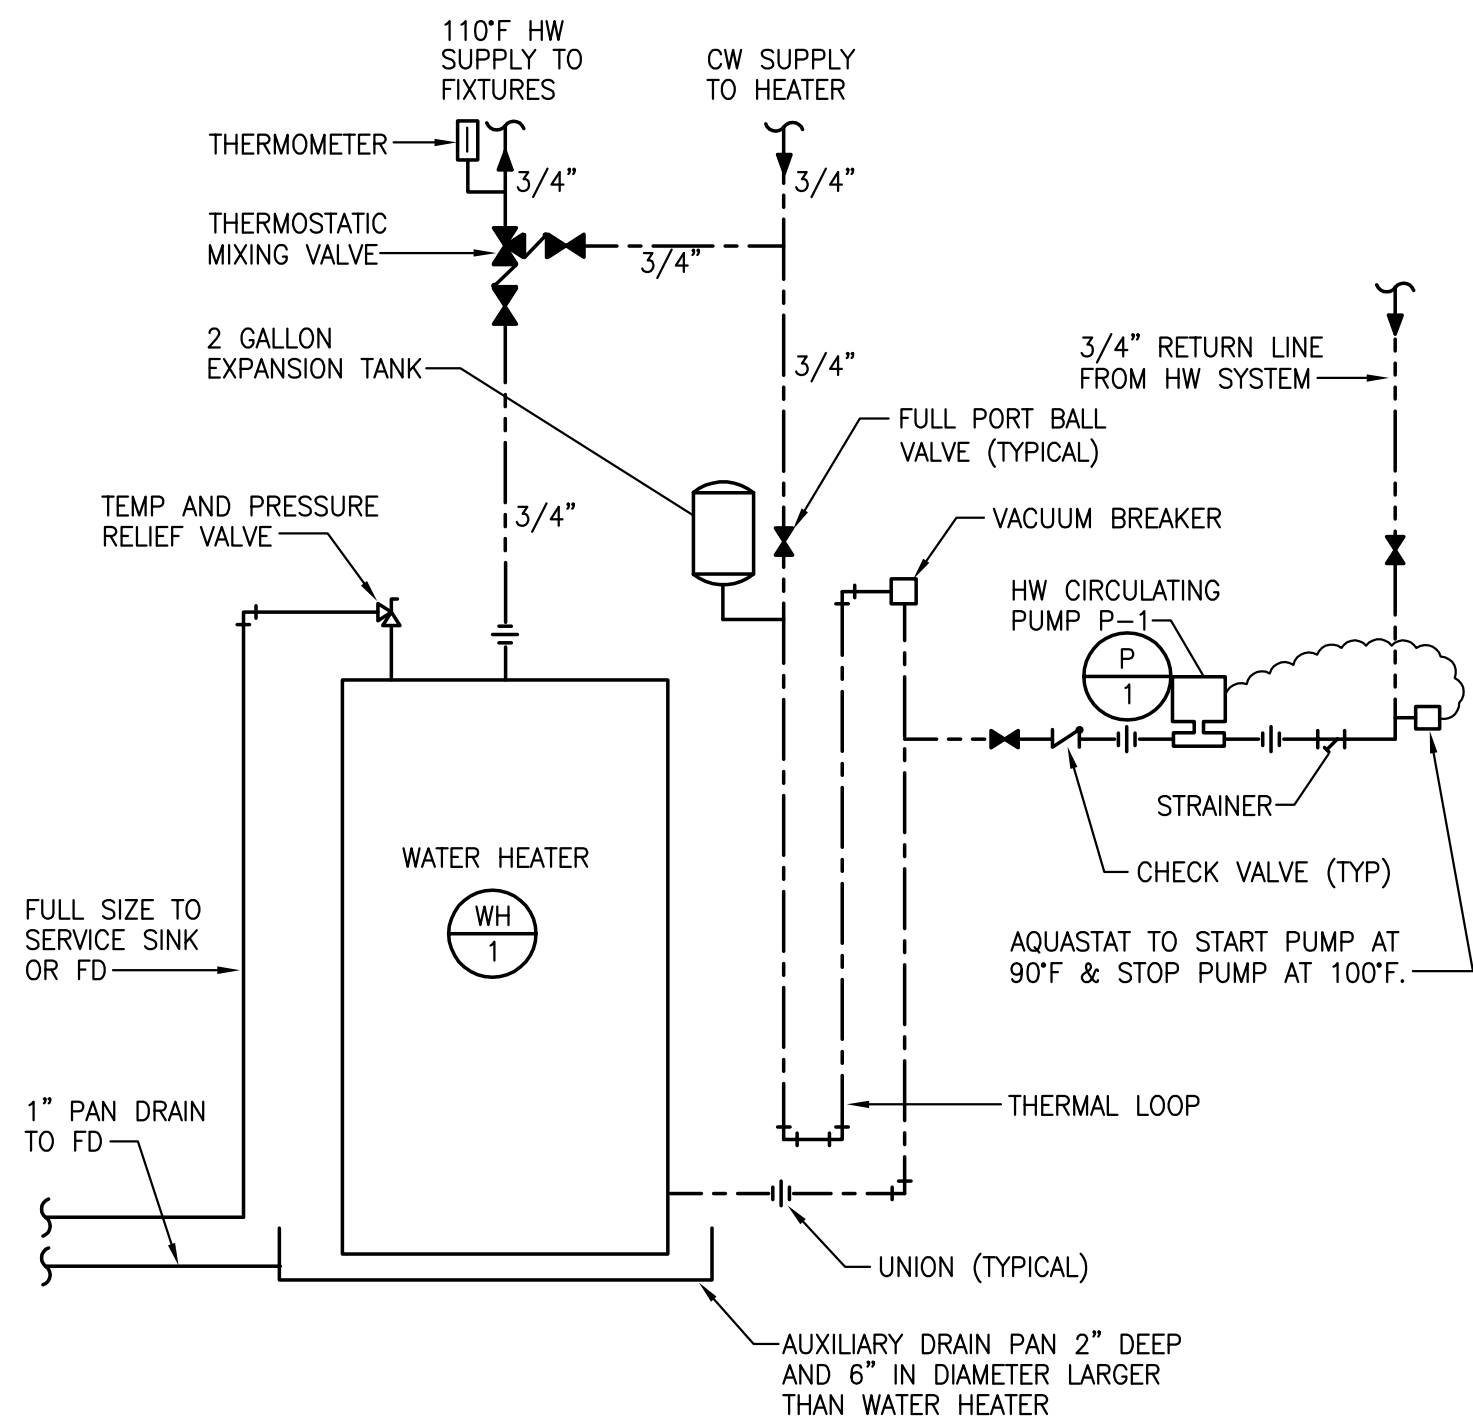 110°F HW
SUPPLY TO
FIXTURES
CW SUPPLY
TO HEATER
THERMOMETER
3/4"
3/4"
THERMOSTATIC
MIXING VALVE
3/4"
2 GALLON
EXPANSION TANK
3/4"
3/4" RETURN LINE
FROM HW SYSTEM
FULL PORT BALL
VALVE (TYPICAL)
TEMP AND PRESSURE
RELIEF VALVE
3/4"
VACUUM BREAKER
HW CIRCULATING
PUMP P-1
P
1
STRAINER
WATER HEATER
WH
1
CHECK VALVE (TYP)
FULL SIZE TO
SERVICE SINK
OR FD
AQUASTAT TO START PUMP AT
90°F & STOP PUMP AT 100°F.
1" PAN DRAIN
TO FD
THERMAL LOOP
UNION (TYPICAL)
AUXILIARY DRAIN PAN 2" DEEP
AND 6" IN DIAMETER LARGER
THAN WATER HEATER